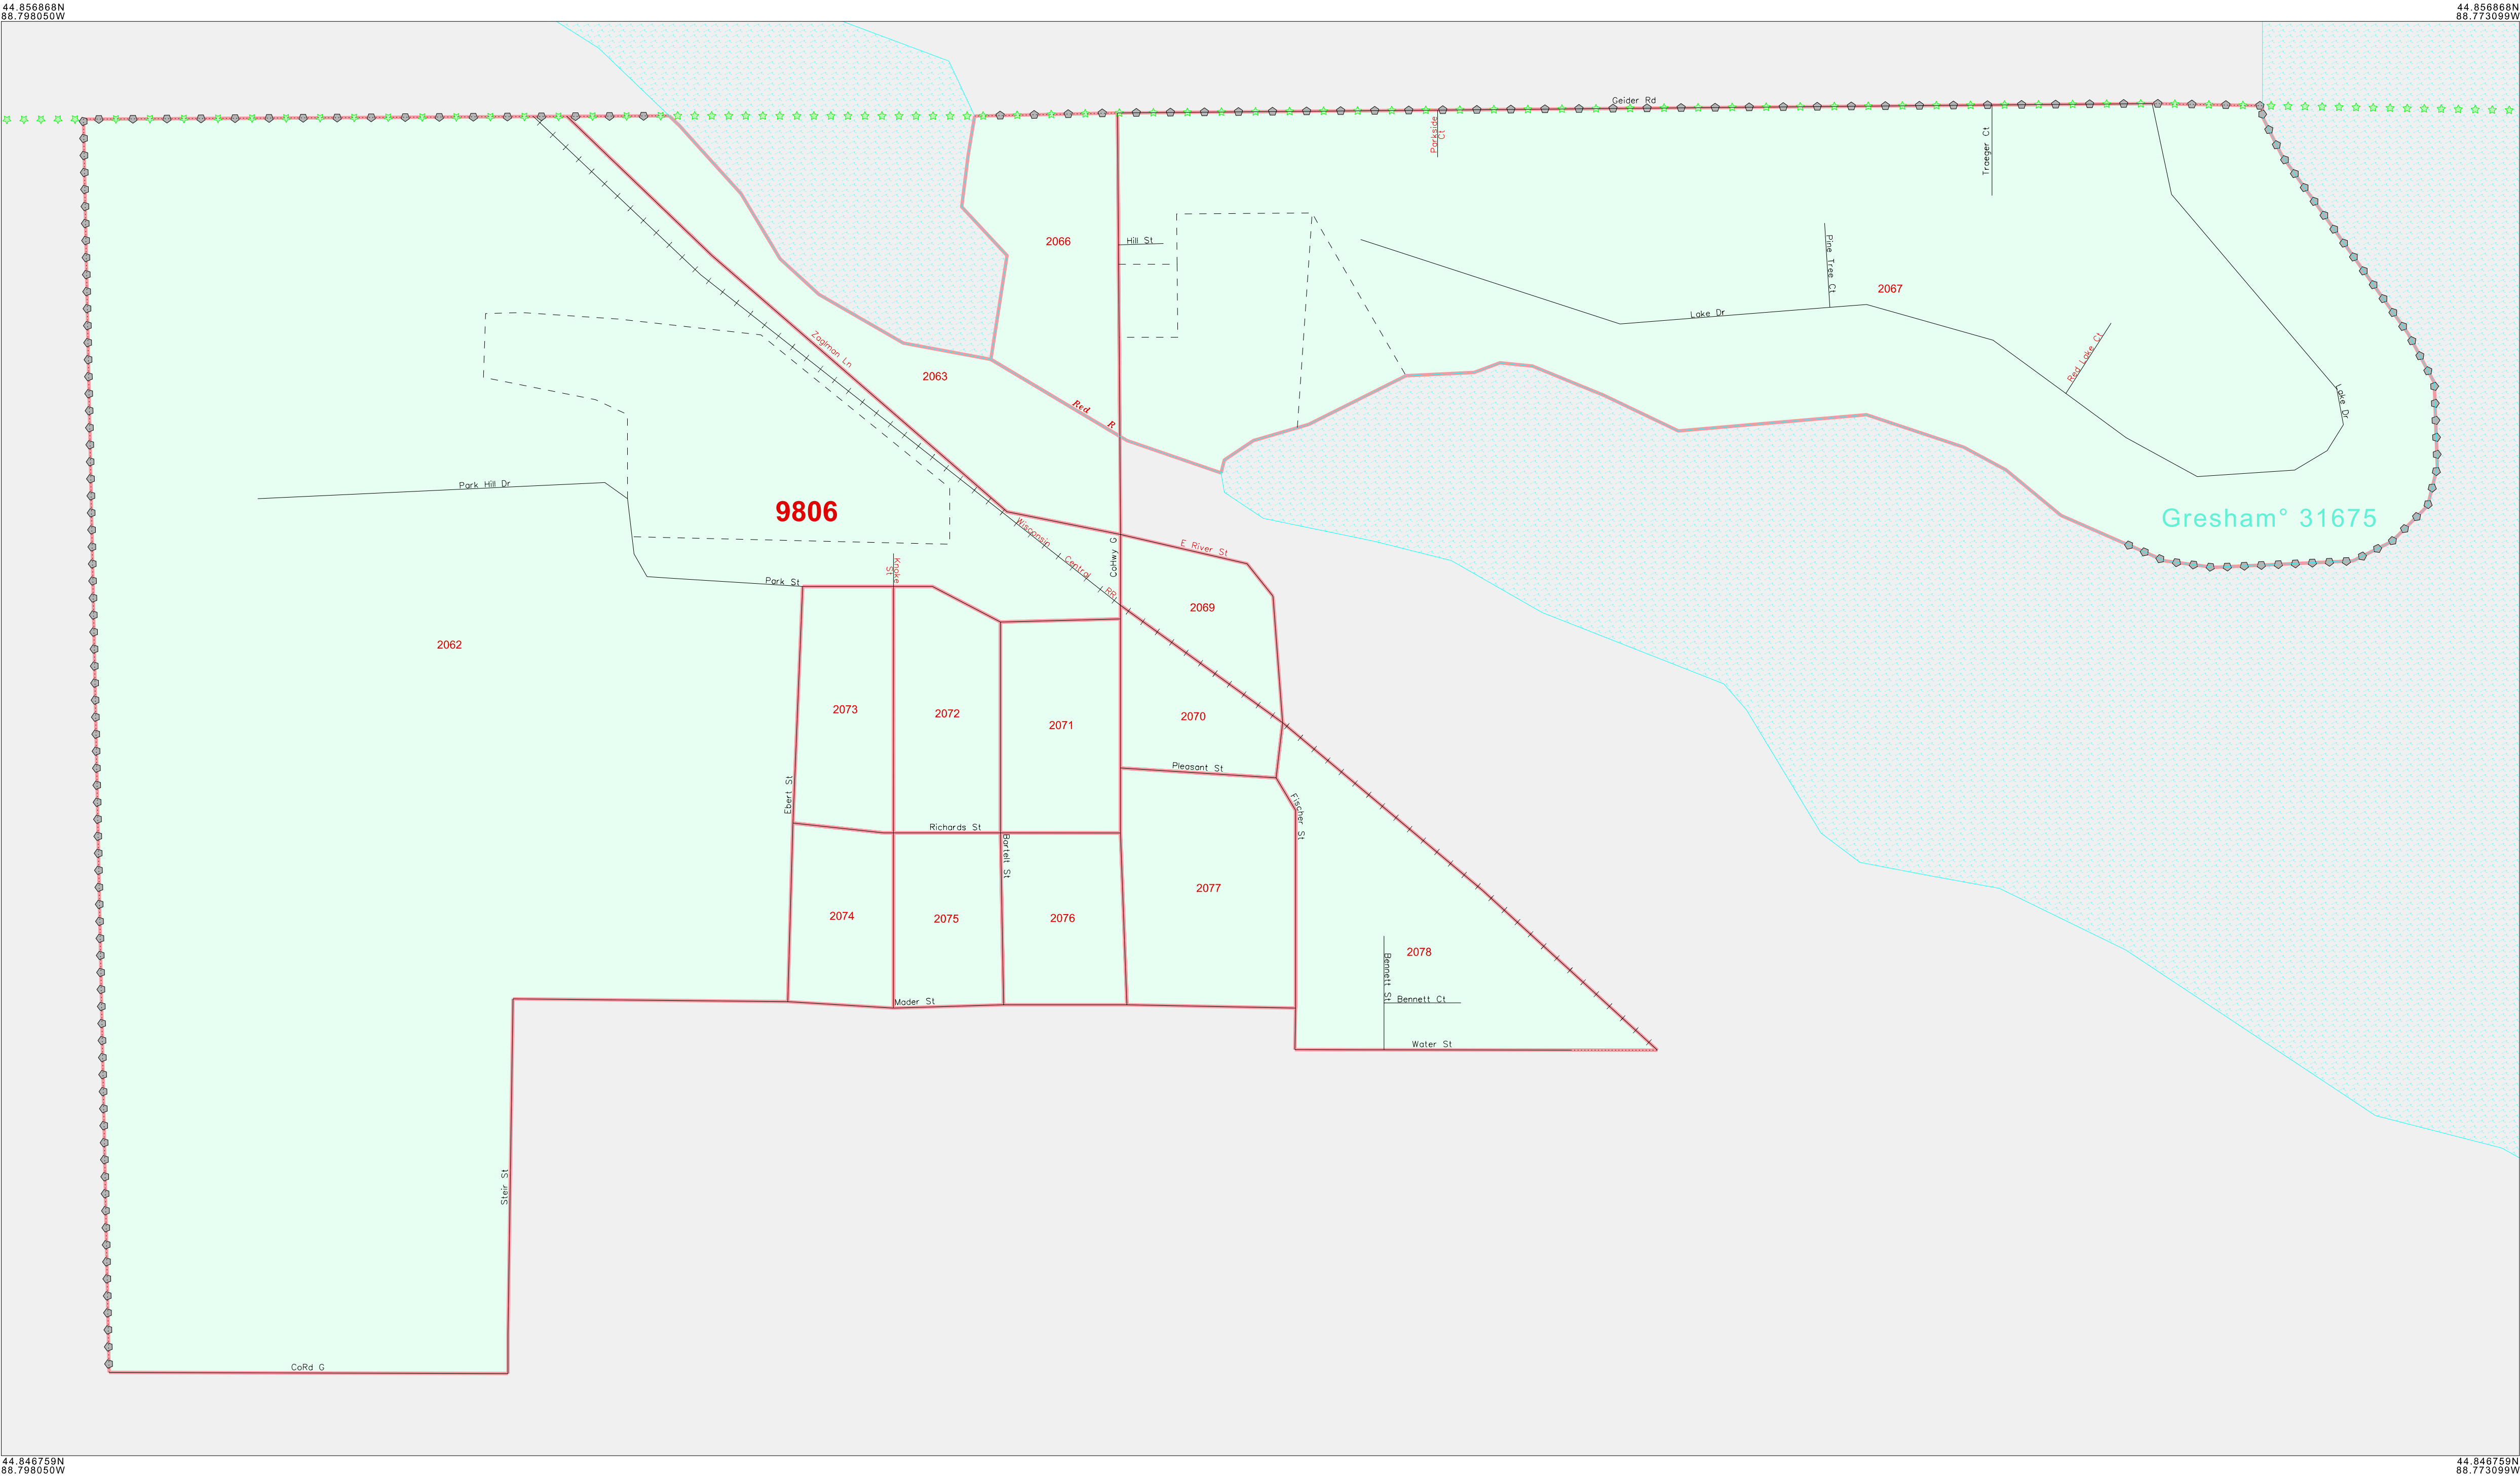 44.856868N
88.798050W
44.856868N
88.773099W
Geider Rd
Parkside
Ct
Traeger Ct
2066
Hill St
Pine Tree Ct
2067
Lake Dr
Zaglman Ln
2063
Red Lake Ct
Lake Dr
Red R
Park Hill Dr
9806
Gresham° 31675
Wisconsin Central RR
CoHwy G
E River St
Knoke
St
Park St
2069
2062
2073
2072
2071
2070
Pleasant St
Ebert St
Fischer St
Richards St
Bartelt St
2074
2075
2076
2077
2078
Bennett St
Mader St
Bennett Ct
Water St
Steir St
CoRd G
44.846759N
88.798050W
44.846759N
88.773099W